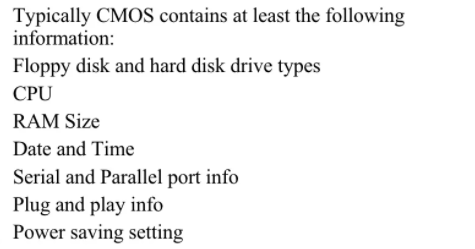 Typically CMOS contains at least the following
information:
Floppy disk and hard disk drive types
CPU
RAM Size
Date and Time
Serial and Parallel port info
Plug and play info
Power saving setting